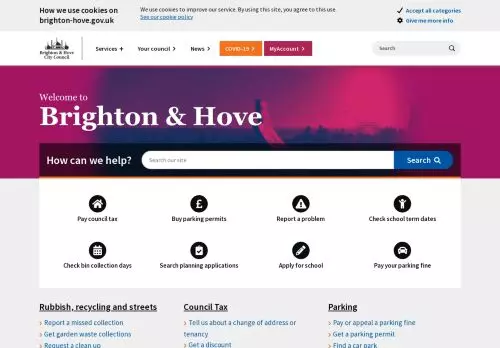 How we use cookies on
brighton-hove.gov.uk
We use cookies to improve our service. By using this site, you agree to this use.
See our cookie policy
Accept all categories
Give me more info
Brighton & Hove
City Council
Services +
Your council >
News >
COVID-19 >
MyAccount >
Search
Welcome to
Brighton & Hove
How can we help?
Search our site
Search
Pay council tax
Buy parking permits
Report a problem
Check school term dates
Check bin collection days
Search planning applications
Apply for school
Pay your parking fine
Rubbish, recycling and streets
Report a missed collection
Get garden waste collections
Request a clean up
Council Tax
Tell us about a change of address or
tenancy
Get a discount
Parking
Pay or appeal a parking fine
Get a parking permit
Find a car park